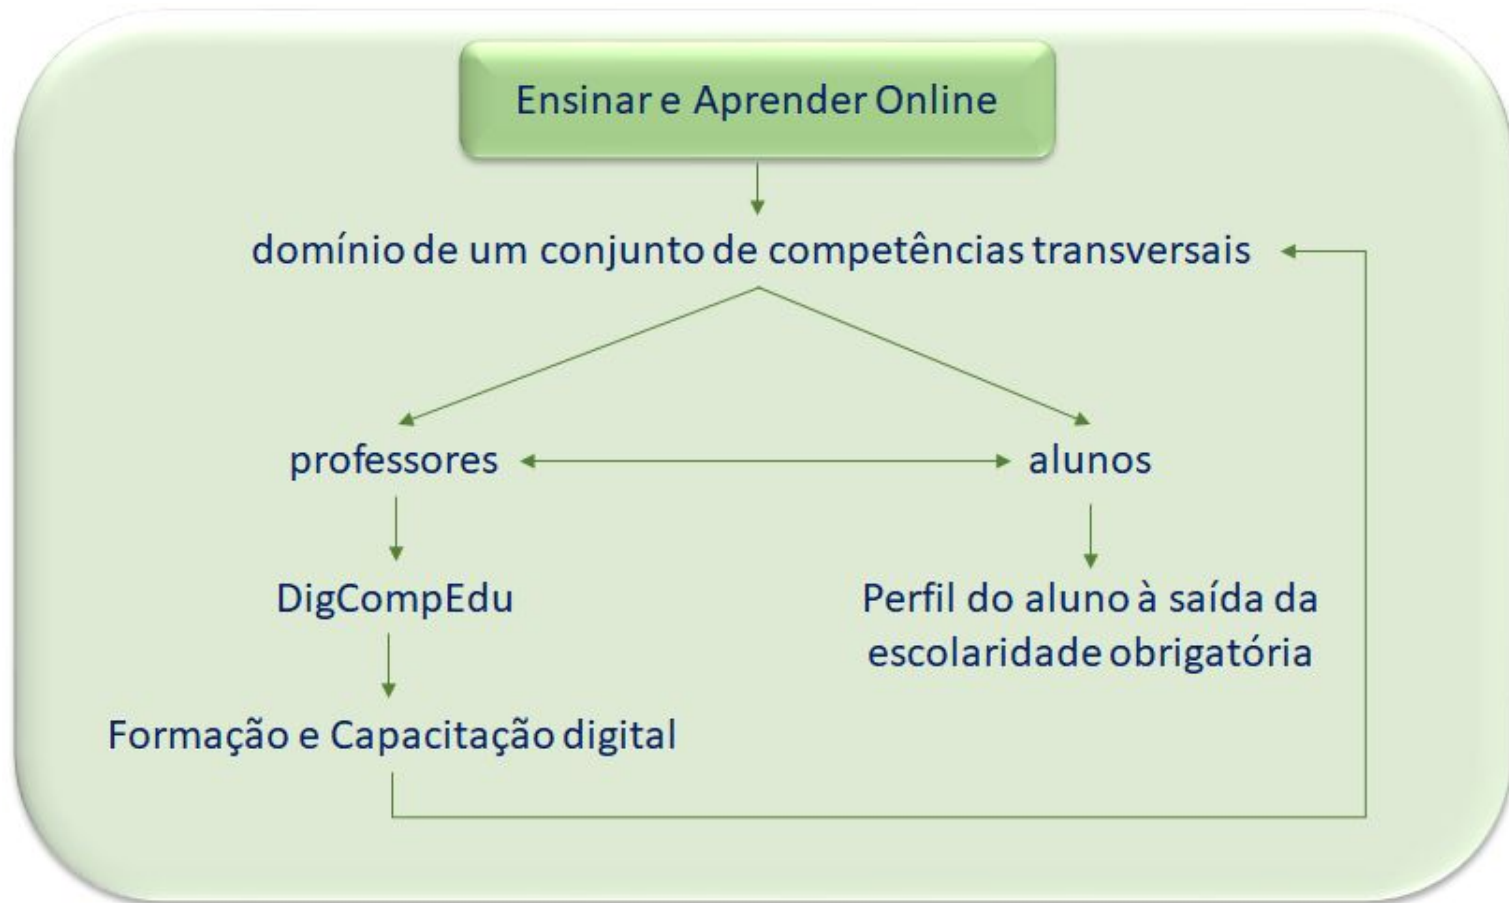 Ensinar e Aprender Online
domínio de um conjunto de competências transversais
professores
alunos
DigCompEdu
Perfil do aluno à saída da
escolaridade obrigatória
Formação e Capacitação digital